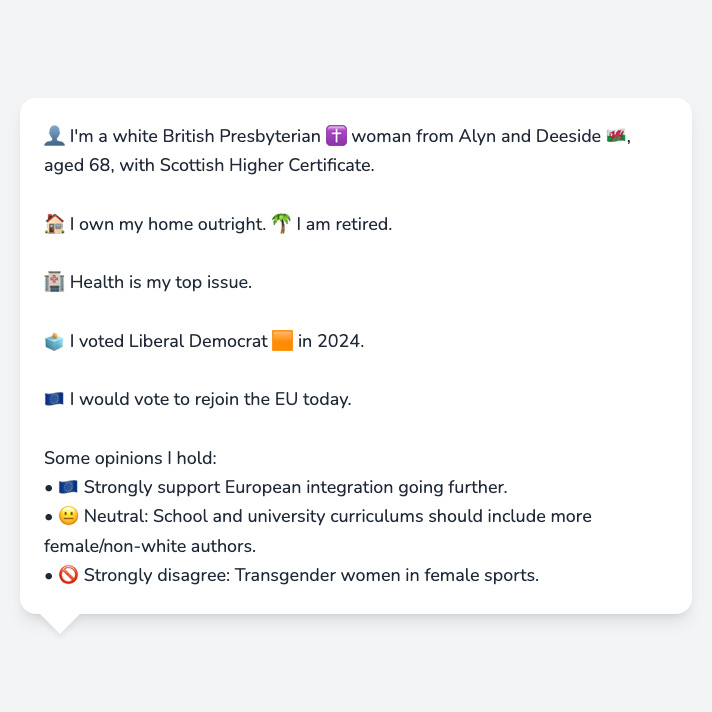 👤 I'm a white British Presbyterian ✝️ woman from Alyn and Deeside 🏴󠁧󠁢󠁷󠁬󠁳󠁿,
aged 68, with Scottish Higher Certificate.
🏠 I own my home outright. 🌴 I am retired.
🏥 Health is my top issue.
🗳️ I voted Liberal Democrat 🟧 in 2024.
🇪🇺 I would vote to rejoin the EU today.
Some opinions I hold:
• 🇪🇺 Strongly support European integration going further.
• 😐 Neutral: School and university curriculums should include more
female/non-white authors.
• 🚫 Strongly disagree: Transgender women in female sports.